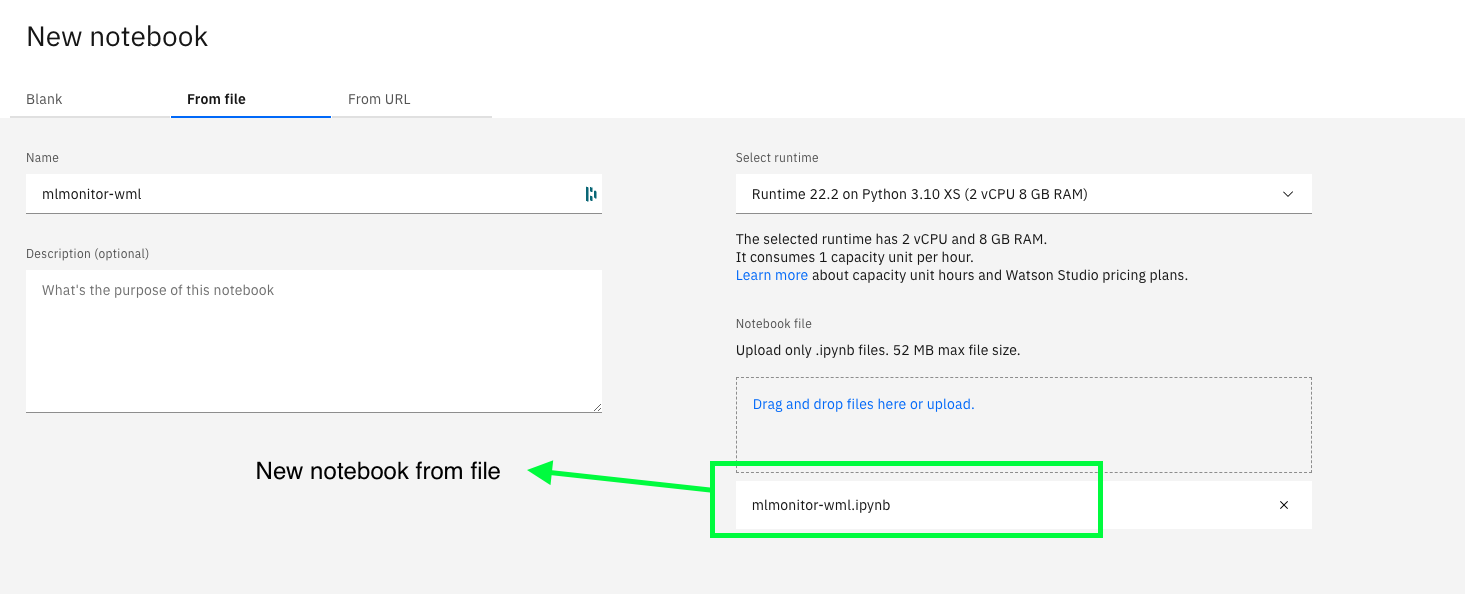 New notebook
Blank
From file
From URL
Name
mlmonitor-wml
Description (optional)
What's the purpose of this notebook
Select runtime
Runtime 22.2 on Python 3.10 XS (2 vCPU 8 GB RAM)
The selected runtime has 2 vCPU and 8 GB RAM.
It consumes 1 capacity unit per hour.
Learn more about capacity unit hours and Watson Studio pricing plans.
Notebook file
Upload only .ipynb files. 52 MB max file size.
Drag and drop files here or upload.
New notebook from file
mlmonitor-wml.ipynb